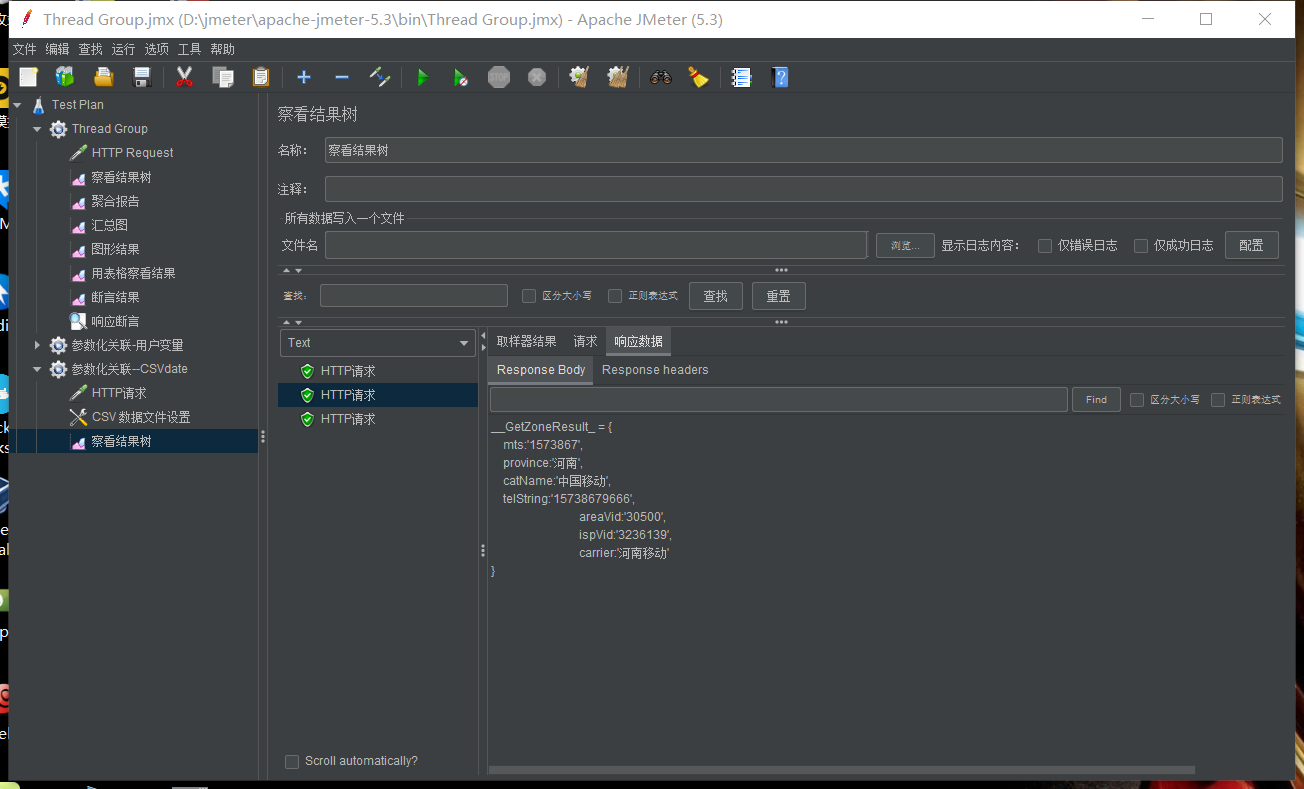 Thread Group.jmx (D:\jmeter\apache-jmeter-5.3\bin\Thread Group.jmx) - Apache JMeter (5.3)
文件 编辑 查找 运行 选项 工具 帮助
STOP
Test Plan
Thread Group
HTTP Request
察看结果树
聚合报告
汇总图
图形结果
用表格察看结果
断言结果
响应断言
参数化关联-用户变量
参数化关联--CSVdate
HTTP请求
CSV 数据文件设置
察看结果树
察看结果树
名称： 察看结果树
注释：
所有数据写入一个文件
文件名 浏览... 显示日志内容： 仅错误日志 仅成功日志 配置
查找： 区分大小写 正则表达式 查找 重置
Text
HTTP请求
HTTP请求
HTTP请求
Scroll automatically?
取样器结果 请求 响应数据
Response Body Response headers
Find 区分大小写 正则表达式
__GetZoneResult_ = {
mts:'1573867',
province:'河南',
catName:'中国移动',
telString:'15738679666',
areaVid:'30500',
ispVid:'3236139',
carrier:'河南移动'
}